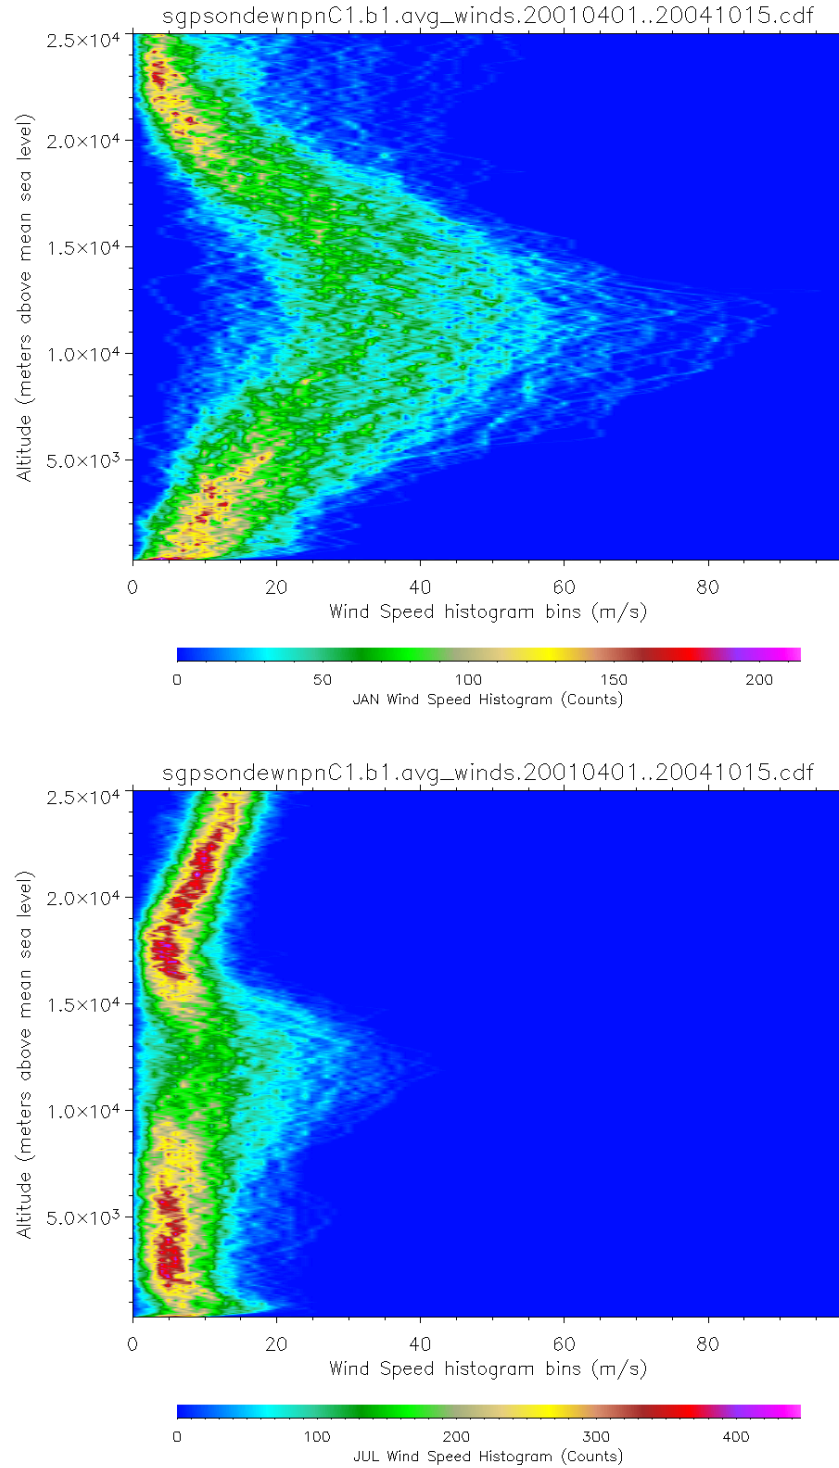 sgpsondewnpnC1.b1.avg_winds.20010401..20041015.cdf
2.5×10⁴
2.0×10⁴
1.5×10⁴
1.0×10⁴
5.0×10³
Altitude (meters above mean sea level)
0 20 40 60 80
Wind Speed histogram bins (m/s)
0 50 100 150 200
JAN Wind Speed Histogram (Counts)
sgpsondewnpnC1.b1.avg_winds.20010401..20041015.cdf
2.5×10⁴
2.0×10⁴
1.5×10⁴
1.0×10⁴
5.0×10³
Altitude (meters above mean sea level)
0 20 40 60 80
Wind Speed histogram bins (m/s)
0 100 200 300 400
JUL Wind Speed Histogram (Counts)